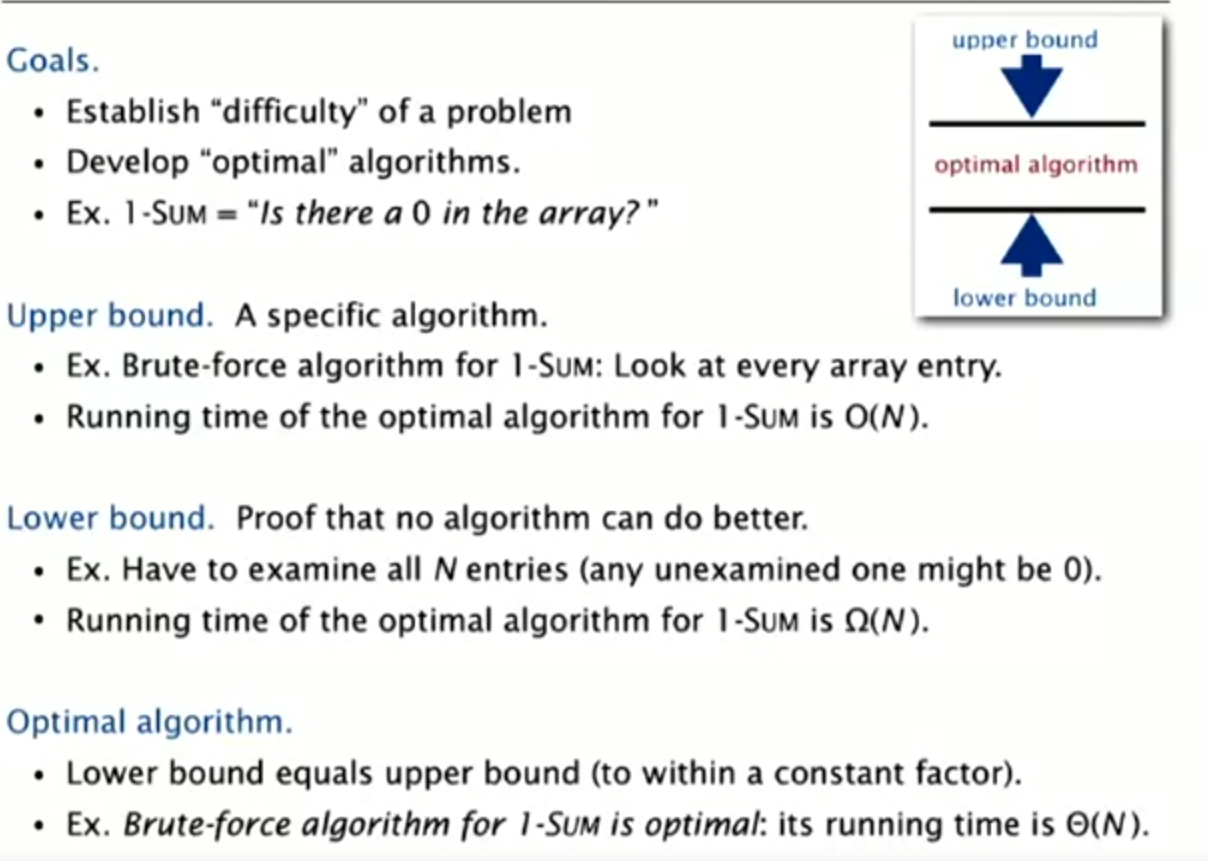 Goals.
• Establish “difficulty” of a problem
• Develop “optimal” algorithms.
• Ex. 1-SUM = “Is there a 0 in the array? ”
upper bound
optimal algorithm
lower bound
Upper bound. A specific algorithm.
• Ex. Brute-force algorithm for 1-SUM: Look at every array entry.
• Running time of the optimal algorithm for 1-SUM is O(N).
Lower bound. Proof that no algorithm can do better.
• Ex. Have to examine all N entries (any unexamined one might be 0).
• Running time of the optimal algorithm for 1-SUM is Ω(N).
Optimal algorithm.
• Lower bound equals upper bound (to within a constant factor).
• Ex. Brute-force algorithm for 1-SUM is optimal: its running time is Θ(N).